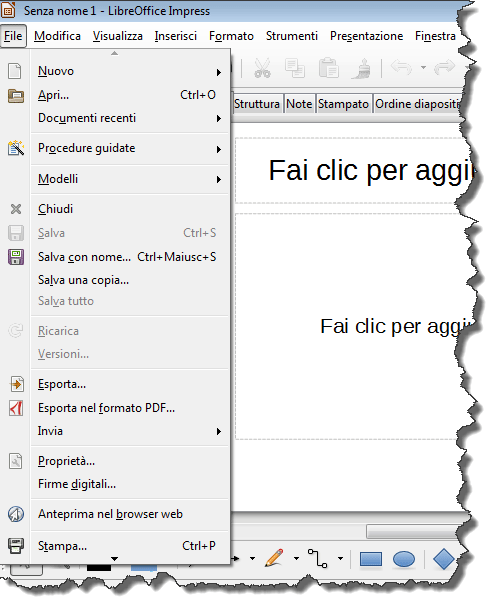 Senza nome 1 - LibreOffice Impress
File Modifica Visualizza Inserisci Formato Strumenti Presentazione Finestra
Nuovo
Apri... Ctrl+O
Documenti recenti
Procedure guidate
Modelli
Chiudi
Salva Ctrl+S
Salva con nome... Ctrl+Maiusc+S
Salva una copia...
Salva tutto
Ricarica
Versioni...
Esporta...
Esporta nel formato PDF...
Invia
Proprietà...
Firme digitali...
Anteprima nel browser web
Stampa... Ctrl+P
Struttura Note Stampato Ordine diapositi
Fai clic per aggi
Fai clic per aggiu